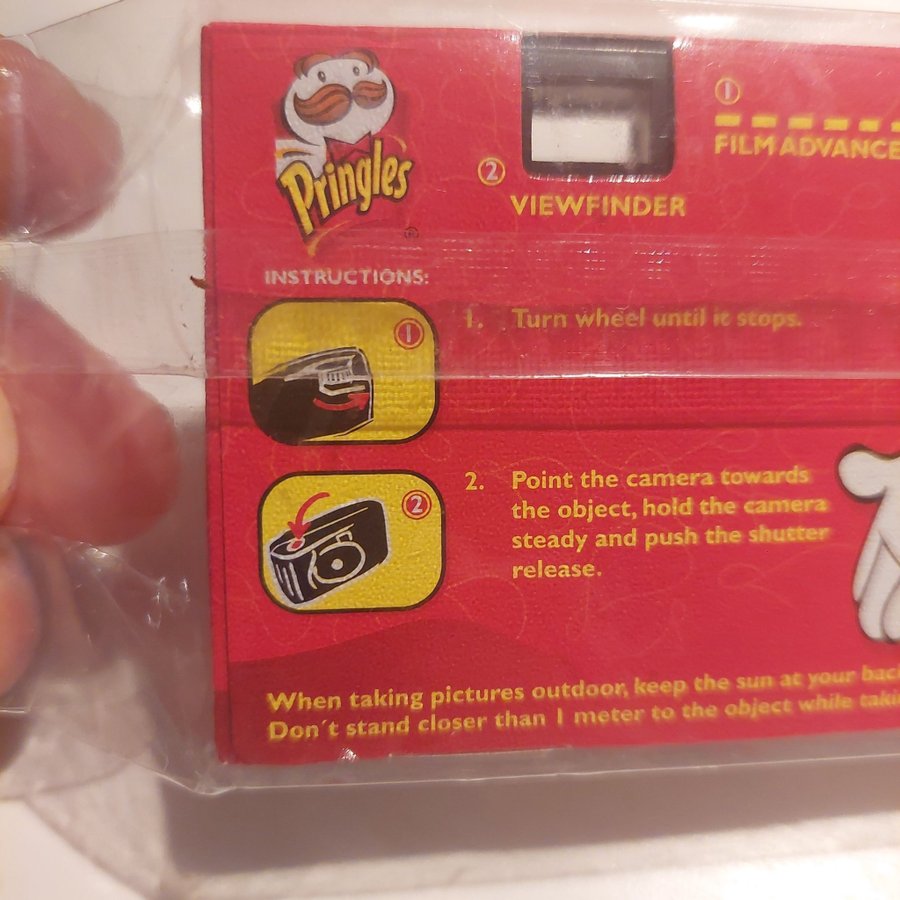 Pringles
®
1
FILM ADVANCE
2
VIEWFINDER
INSTRUCTIONS:
1
1. Turn wheel until it stops.
2
2. Point the camera towards
the object, hold the camera
steady and push the shutter
release.
When taking pictures outdoor, keep the sun at your back
Don´t stand closer than 1 meter to the object while